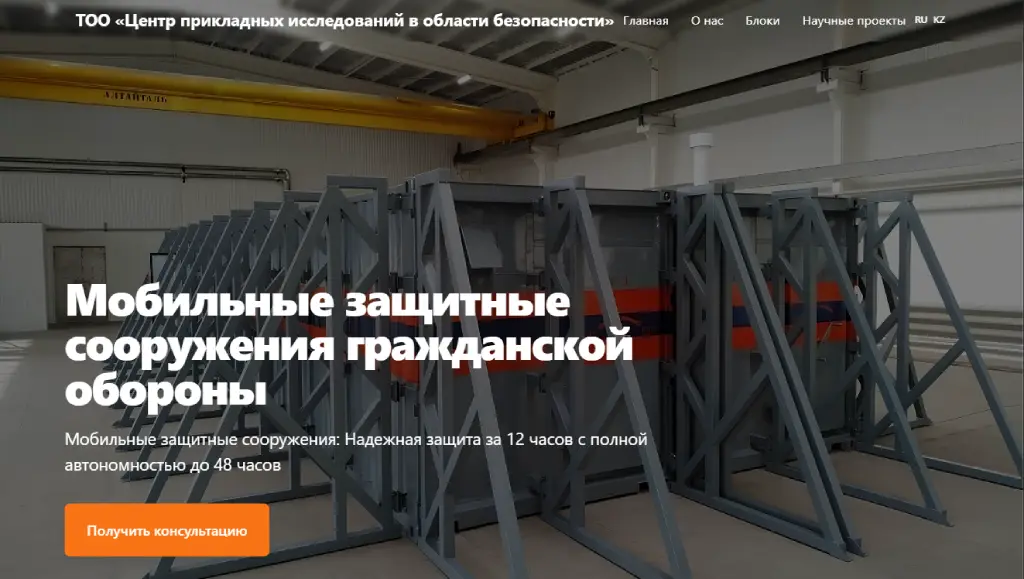 ТОО «Центр прикладных исследований в области безопасности» Главная О нас Блоки Научные проекты RU KZ
АЛТАЙТАЛЬ
Мобильные защитные
сооружения гражданской
обороны
Мобильные защитные сооружения: Надежная защита за 12 часов с полной
автономностью до 48 часов
Получить консультацию